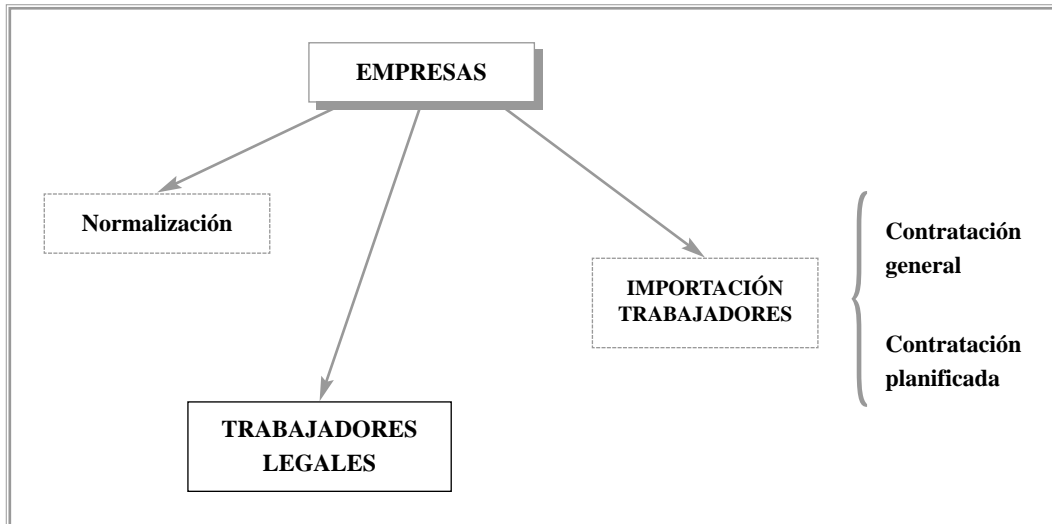 EMPRESAS
Normalización
IMPORTACIÓN
TRABAJADORES
Contratación
general
Contratación
planificada
TRABAJADORES
LEGALES